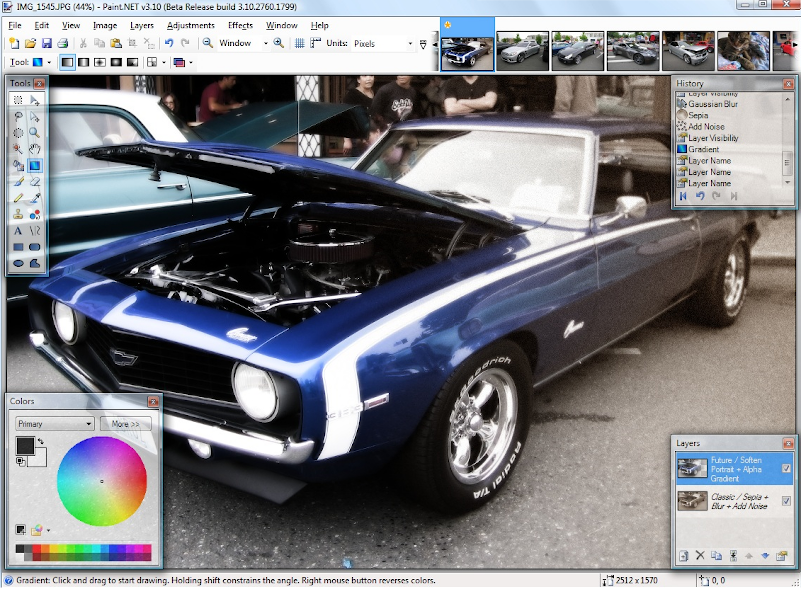 IMG_1545.JPG (44%) - Paint.NET v3.10 (Beta Release build 3.10.2760.1799)
File Edit View Image Layers Adjustments Effects Utilities Window Help
Window Units: Pixels
Tool:
Tools
History
Layer Visibility
Gaussian Blur
Sepia
Add Noise
Layer Visibility
Gradient
Layer Name
Layer Name
Layer Name
Colors
Primary
More >>
Radial T/A
Layers
Future / Soften
Portrait + Alpha
Gradient
Classic / Sepia +
Blur + Add Noise
Gradient: Click and drag to start drawing. Holding shift constrains the angle. Right mouse button reverses colors.
2512 x 1570
0, 0